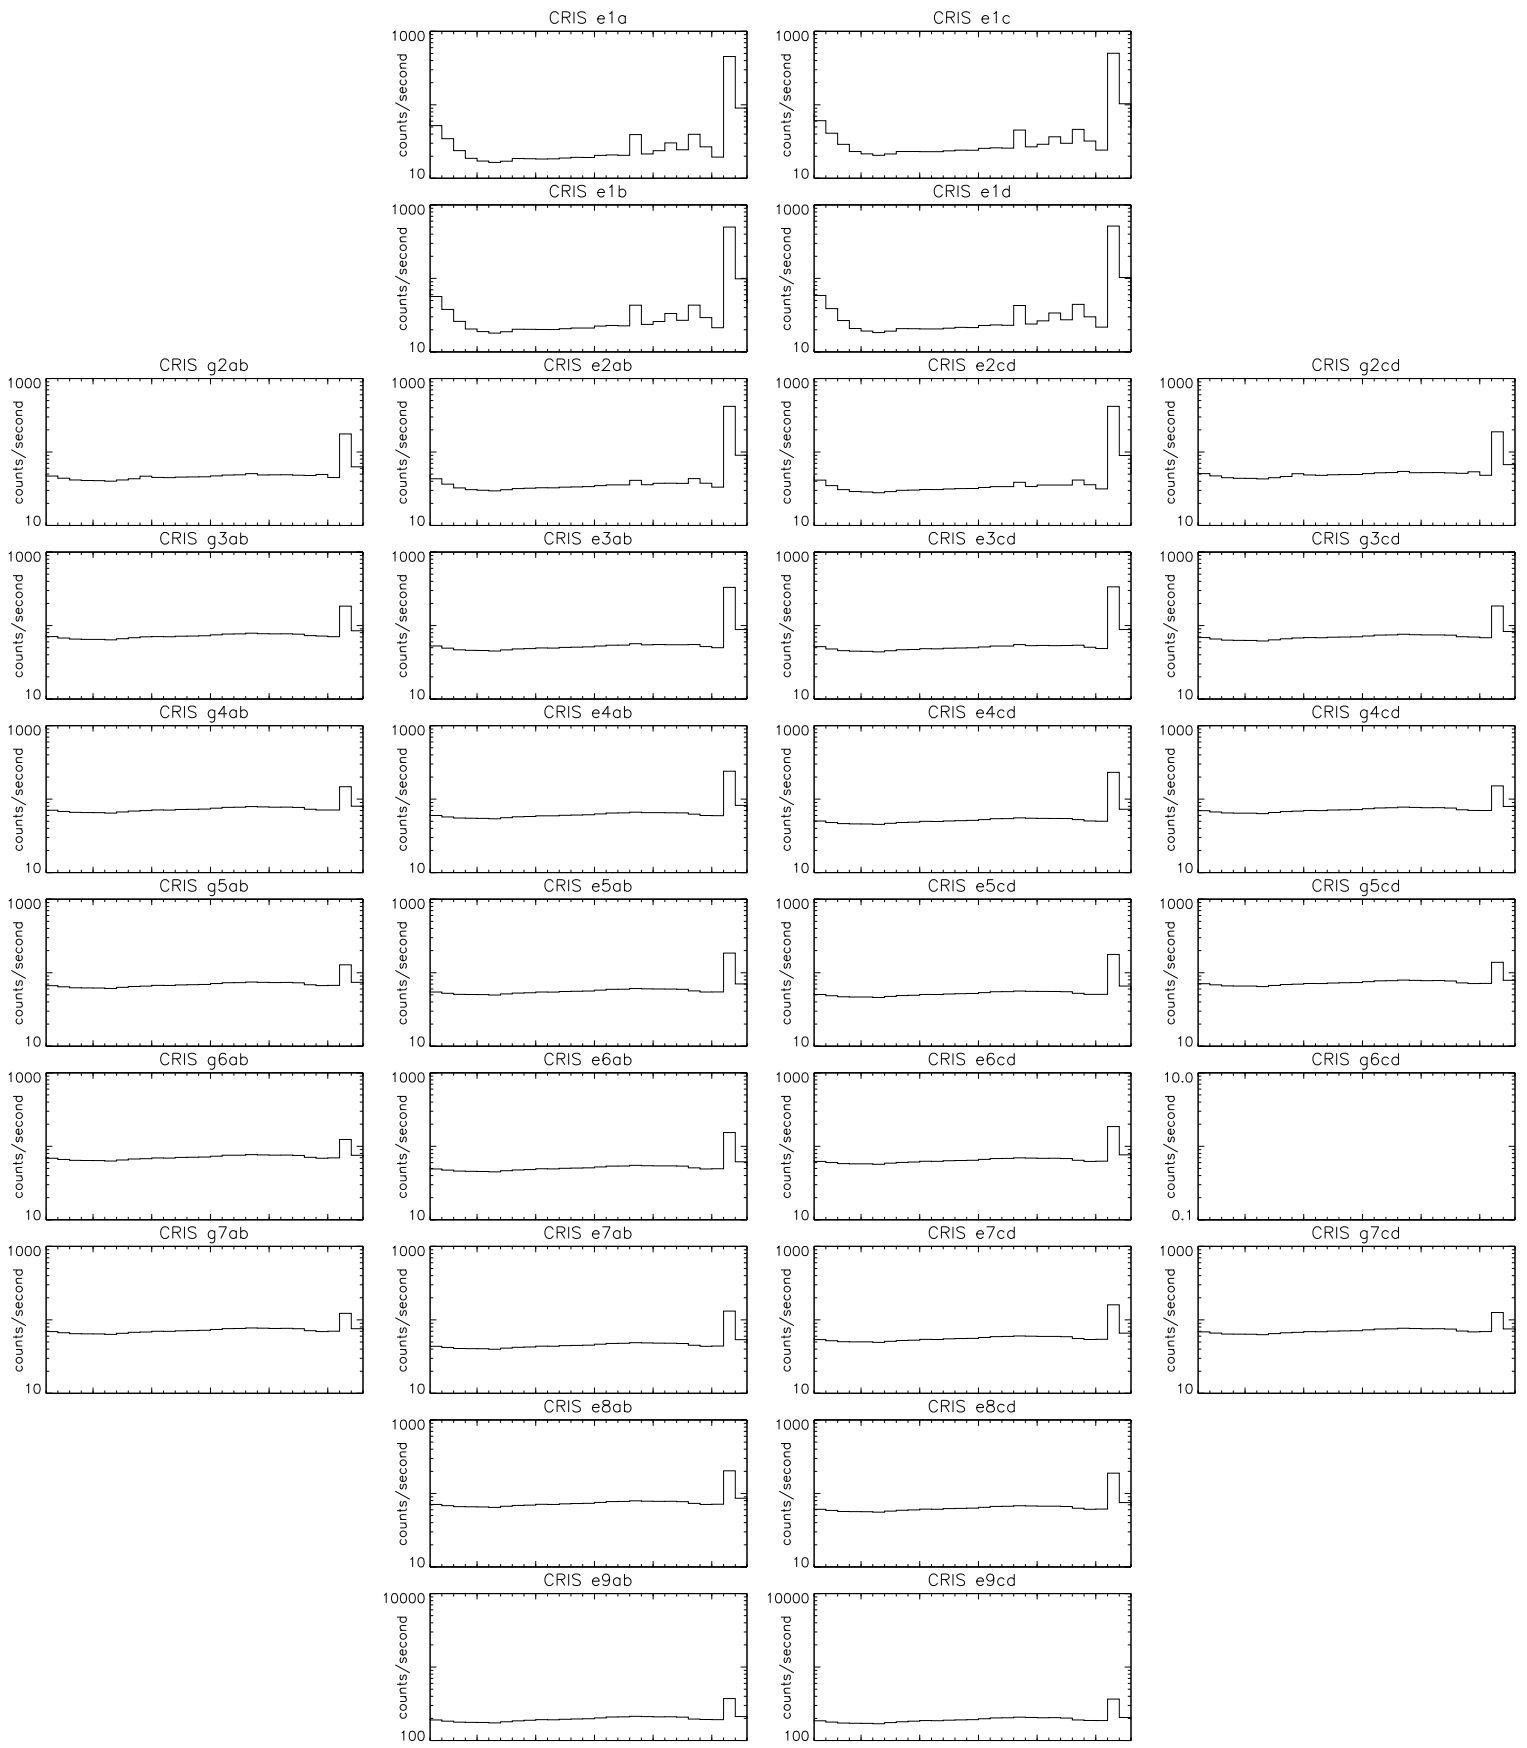 CRIS e1a
1000
counts/second
10
CRIS e1c
1000
counts/second
10
CRIS e1b
1000
counts/second
10
CRIS e1d
1000
counts/second
10
CRIS g2ab
1000
counts/second
10
CRIS e2ab
1000
counts/second
10
CRIS e2cd
1000
counts/second
10
CRIS g2cd
1000
counts/second
10
CRIS g3ab
1000
counts/second
10
CRIS e3ab
1000
counts/second
10
CRIS e3cd
1000
counts/second
10
CRIS g3cd
1000
counts/second
10
CRIS g4ab
1000
counts/second
10
CRIS e4ab
1000
counts/second
10
CRIS e4cd
1000
counts/second
10
CRIS g4cd
1000
counts/second
10
CRIS g5ab
1000
counts/second
10
CRIS e5ab
1000
counts/second
10
CRIS e5cd
1000
counts/second
10
CRIS g5cd
1000
counts/second
10
CRIS g6ab
1000
counts/second
10
CRIS e6ab
1000
counts/second
10
CRIS e6cd
1000
counts/second
10
CRIS g6cd
10.0
counts/second
0.1
CRIS g7ab
1000
counts/second
10
CRIS e7ab
1000
counts/second
10
CRIS e7cd
1000
counts/second
10
CRIS g7cd
1000
counts/second
10
CRIS e8ab
1000
counts/second
10
CRIS e8cd
1000
counts/second
10
CRIS e9ab
10000
counts/second
100
CRIS e9cd
10000
counts/second
100